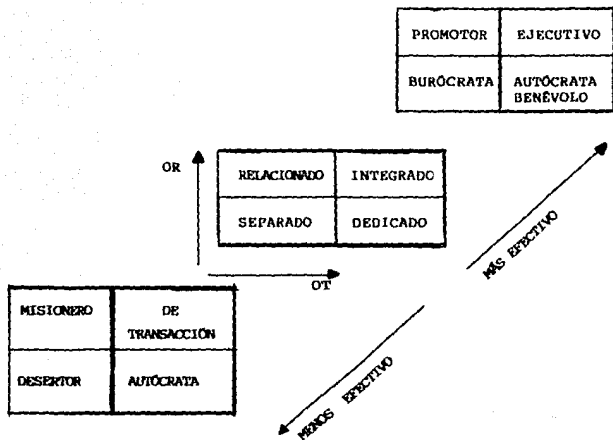 PROMOTOR EJECUTIVO
BURÓCRATA AUTÓCRATA
BENÉVOLO
OR
RELACIONADO INTEGRADO
SEPARADO DEDICADO
OT
MÁS EFECTIVO
MISIONERO DE
TRANSACCIÓN
DESERTOR AUTÓCRATA
MENOS EFECTIVO